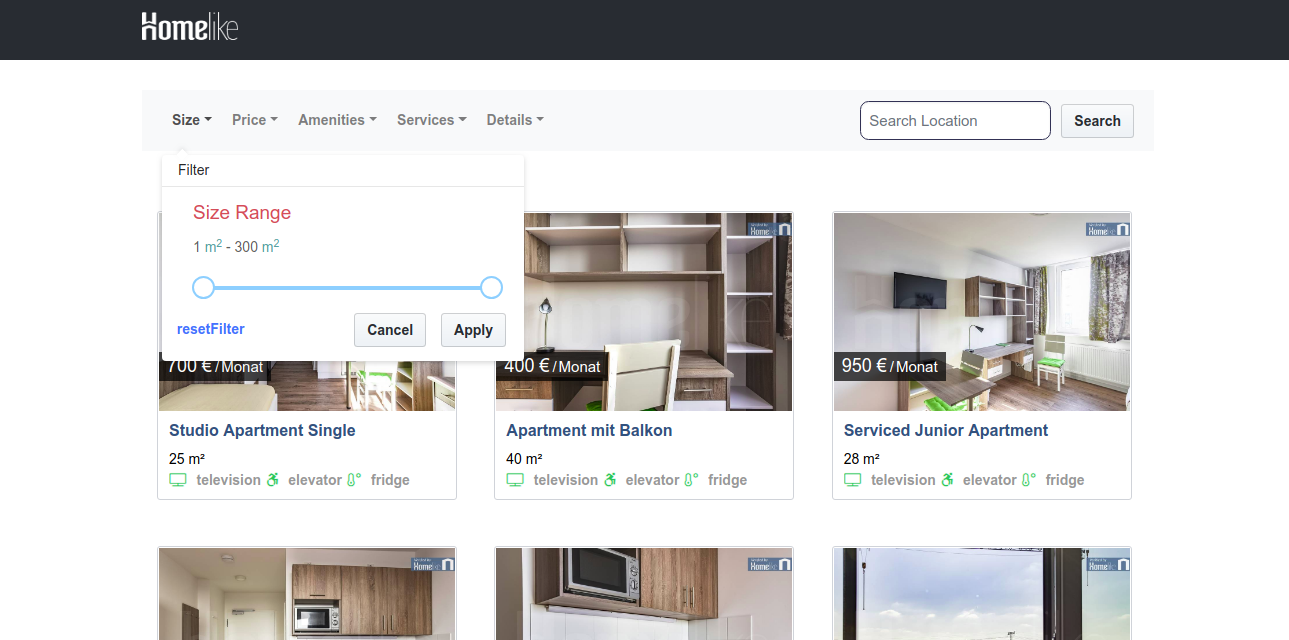 Homelike
Size Price Amenities Services Details
Search Location
Search
Filter
Size Range
1 m² - 300 m²
resetFilter Cancel Apply
Homelike
Homelike
700 €/Monat
400 €/Monat
950 €/Monat
Studio Apartment Single
25 m²
television elevator fridge
Apartment mit Balkon
40 m²
television elevator fridge
Serviced Junior Apartment
28 m²
television elevator fridge
Homelike
Homelike
Homelike